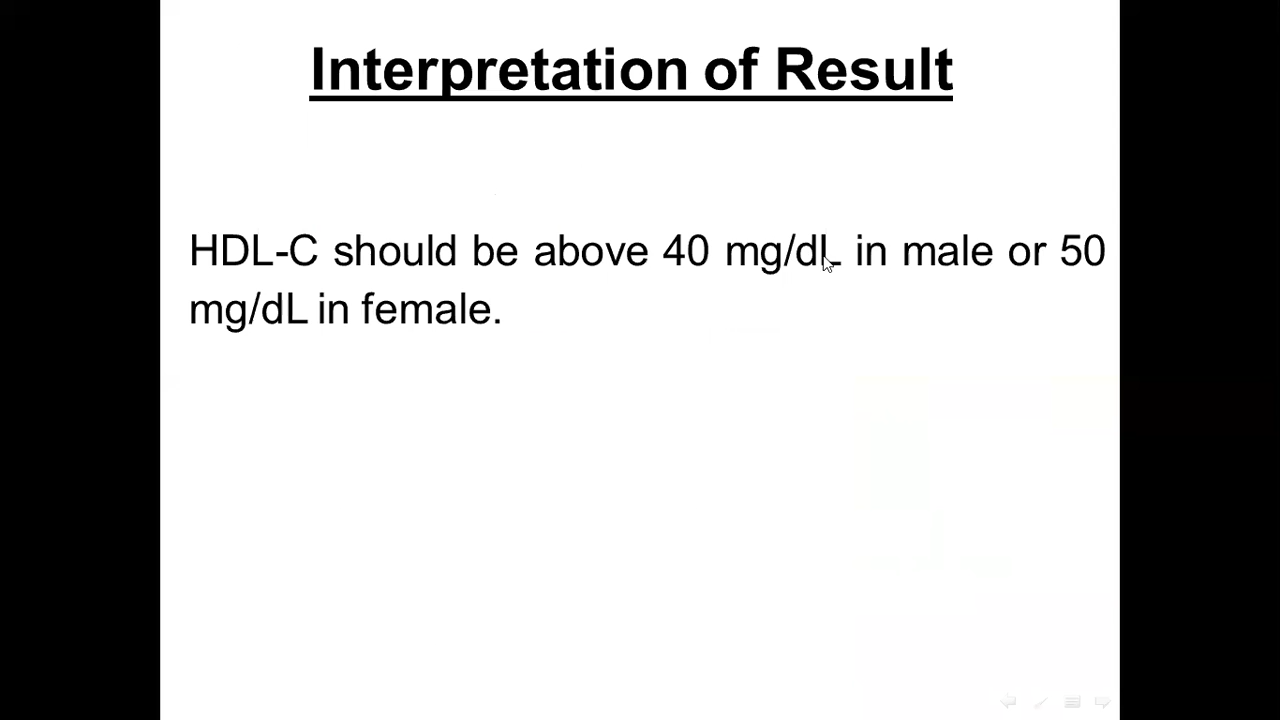 Interpretation of Result
HDL-C should be above 40 mg/dL in male or 50
mg/dL in female.